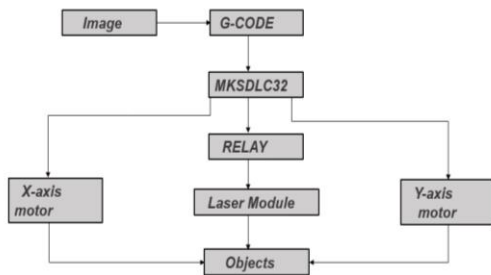 Image
G-CODE
MKSDLC32
RELAY
X-axis
motor
Laser Module
Y-axis
motor
Objects